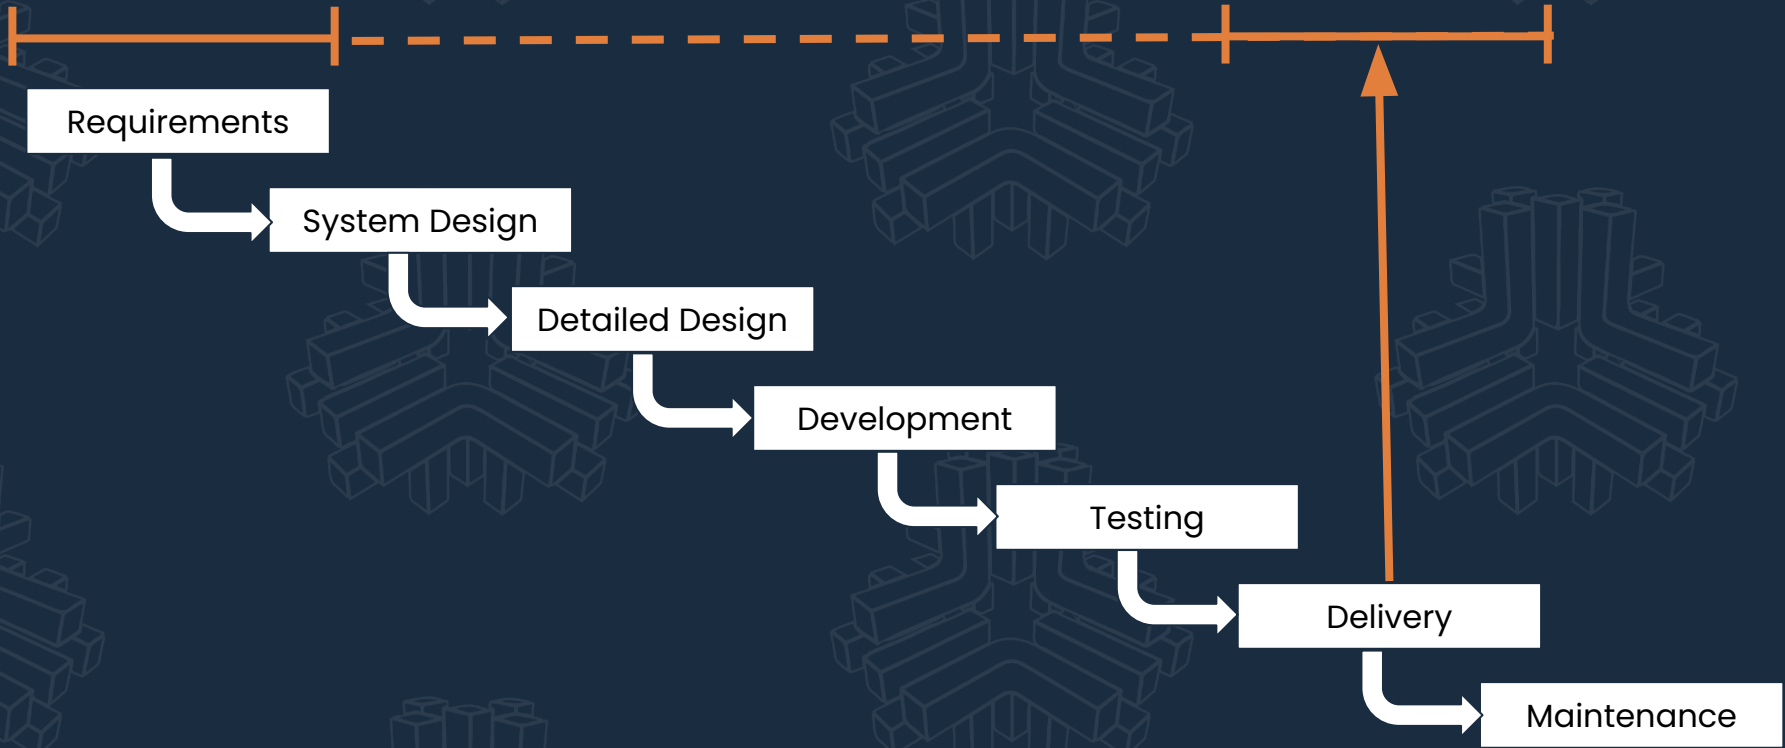 Requirements
System Design
Detailed Design
Development
Testing
Delivery
Maintenance